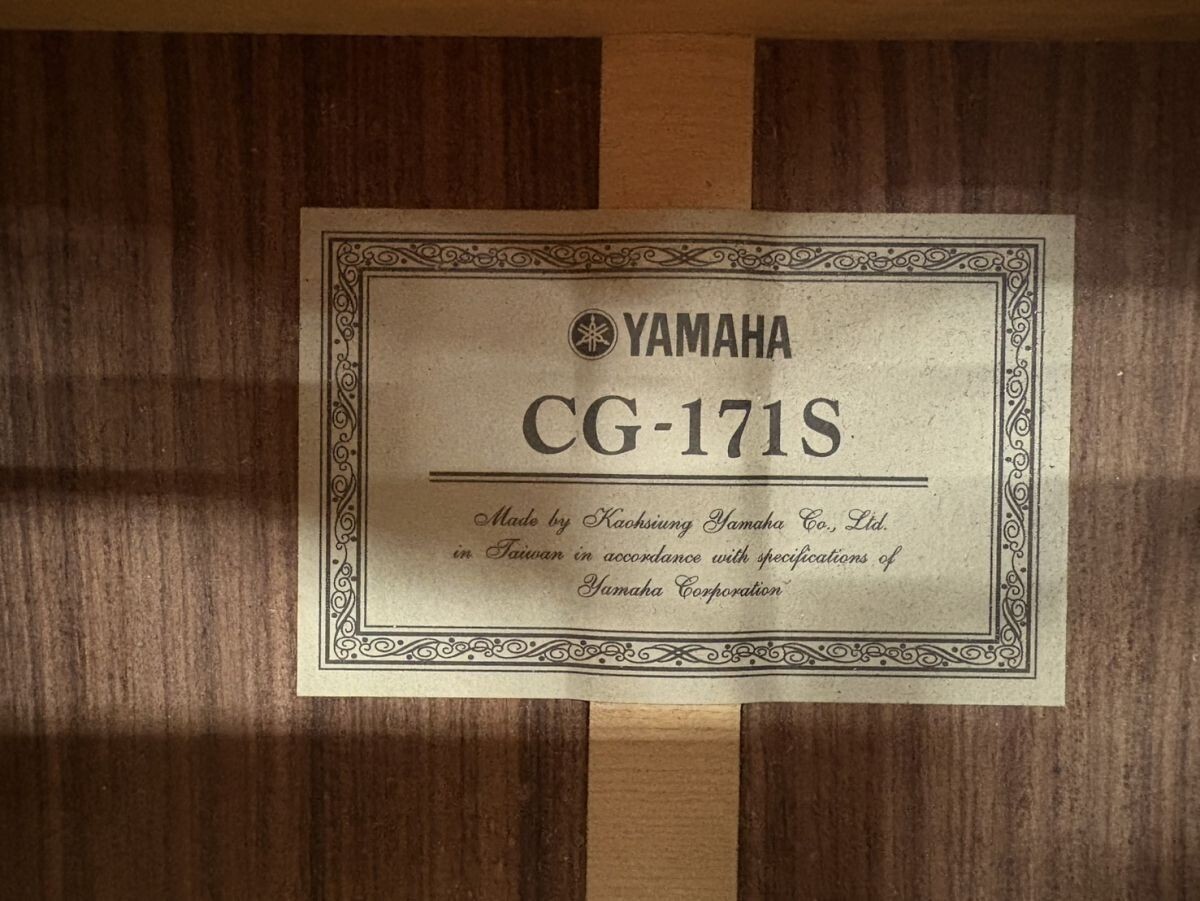 YAMAHA
CG-171S
Made by Kaohsiung Yamaha Co., Ltd.
in Taiwan in accordance with specifications of
Yamaha Corporation